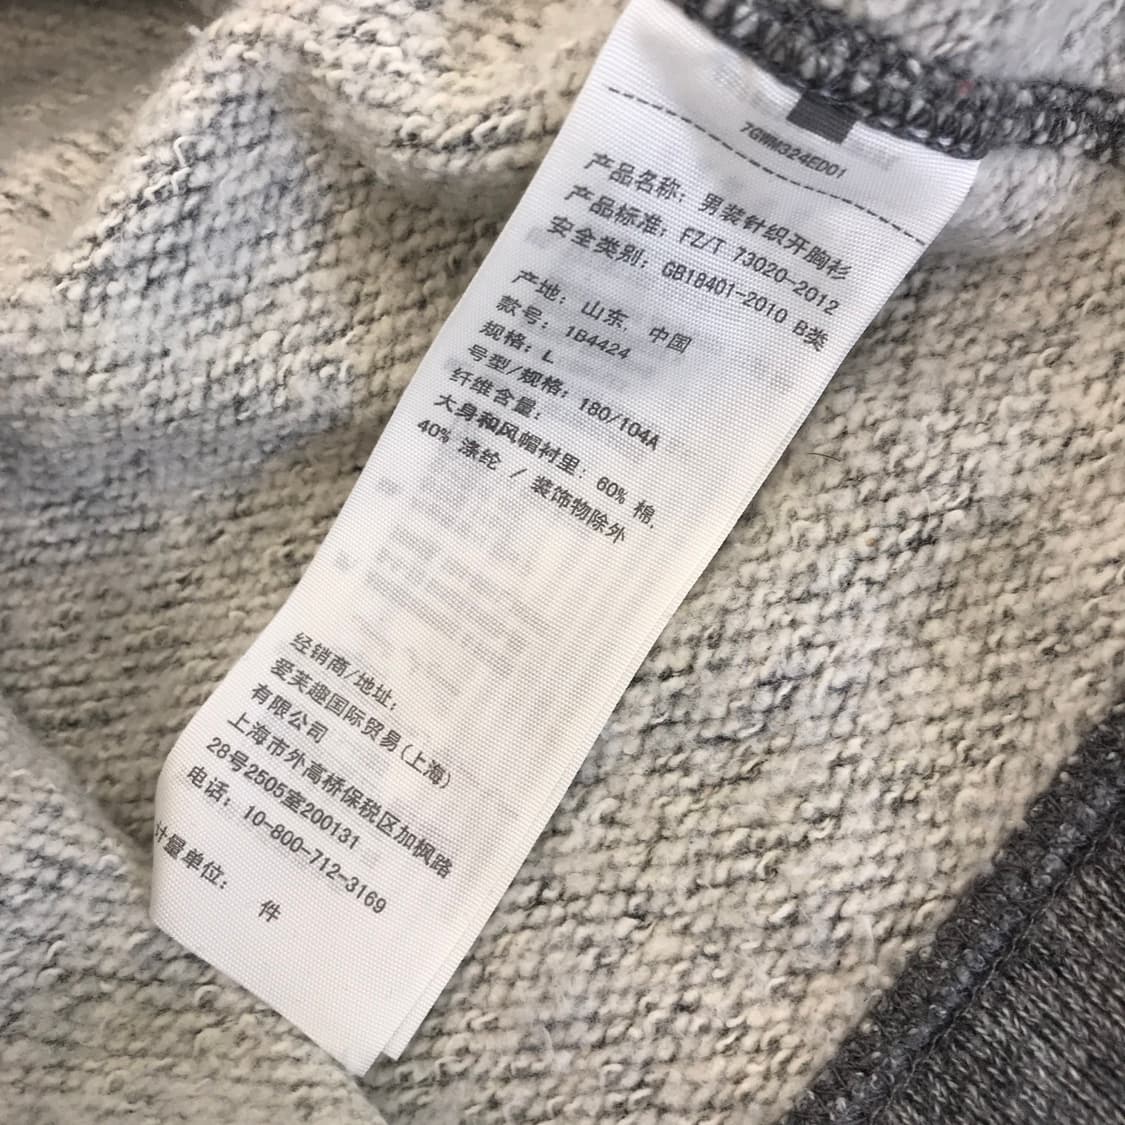 7GWM324ED01
产品名称: 男装针织开胸衫
产品标准: FZ/T 73020-2012
安全类别: GB18401-2010 B类
产地: 山东, 中国
款号: 1B4424
规格: L
号型/规格: 180/104A
纤维含量:
大身和风帽衬里: 60% 棉,
40% 涤纶 / 装饰物除外
经销商/地址:
爱芙趣国际贸易(上海)
有限公司
上海市外高桥保税区加枫路
28号2505室200131
电话: 10-800-712-3169
计量单位:
件